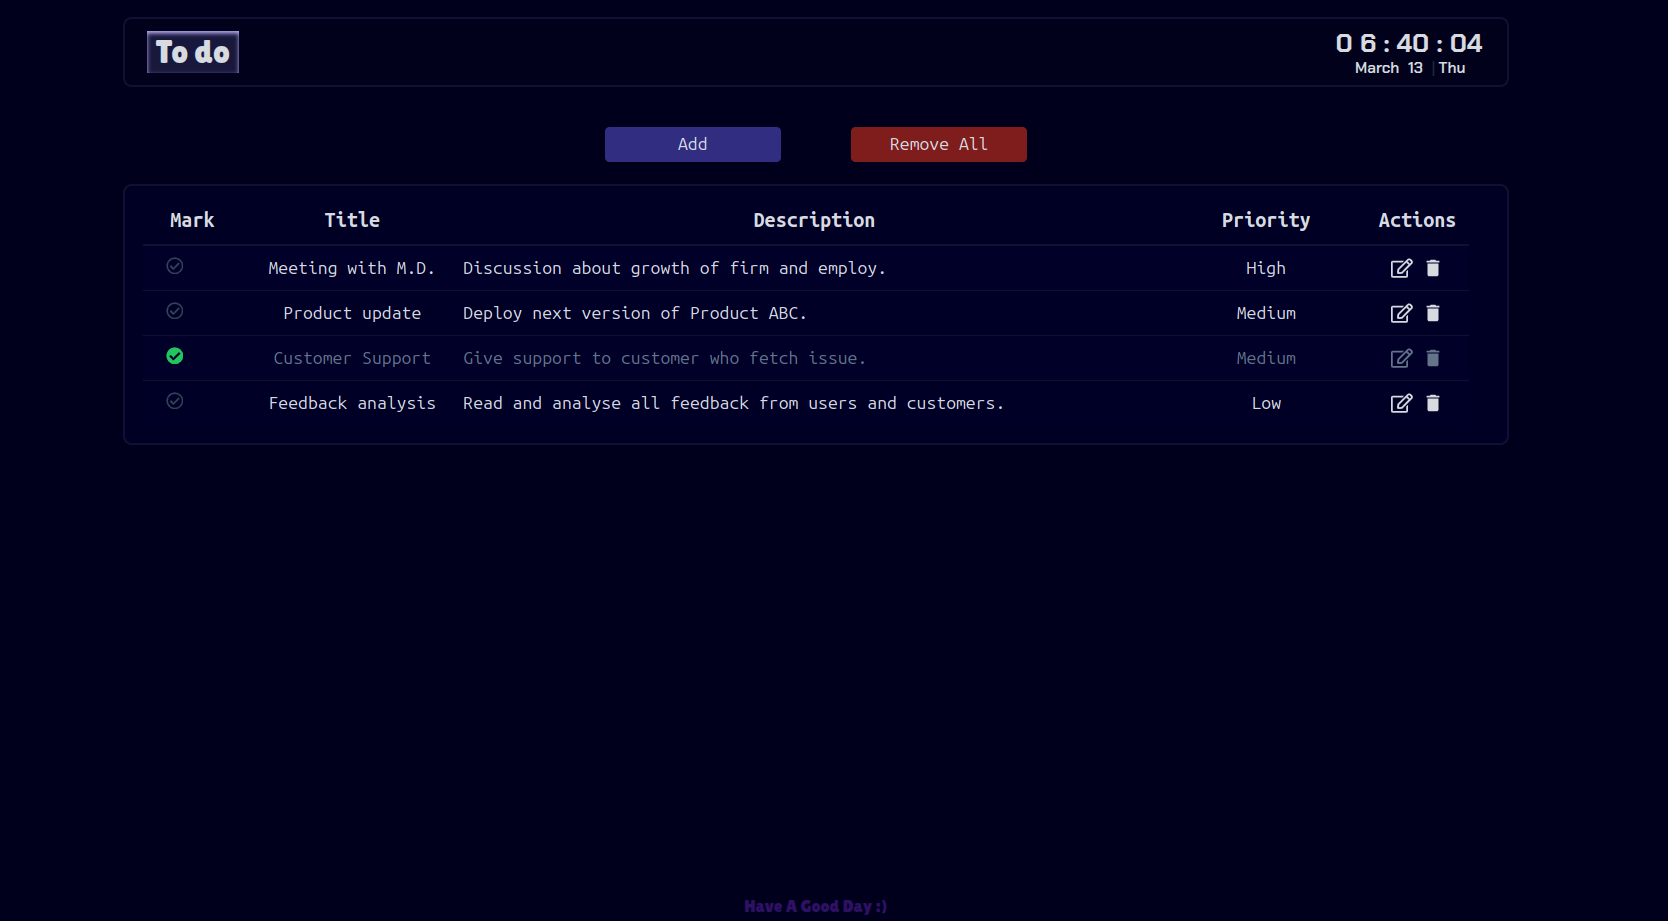 To do
06:40:04
March 13 | Thu
Add Remove All
Mark Title Description Priority Actions
Meeting with M.D. Discussion about growth of firm and employ. High
Product update Deploy next version of Product ABC. Medium
Customer Support Give support to customer who fetch issue. Medium
Feedback analysis Read and analyse all feedback from users and customers. Low
Have A Good Day :)